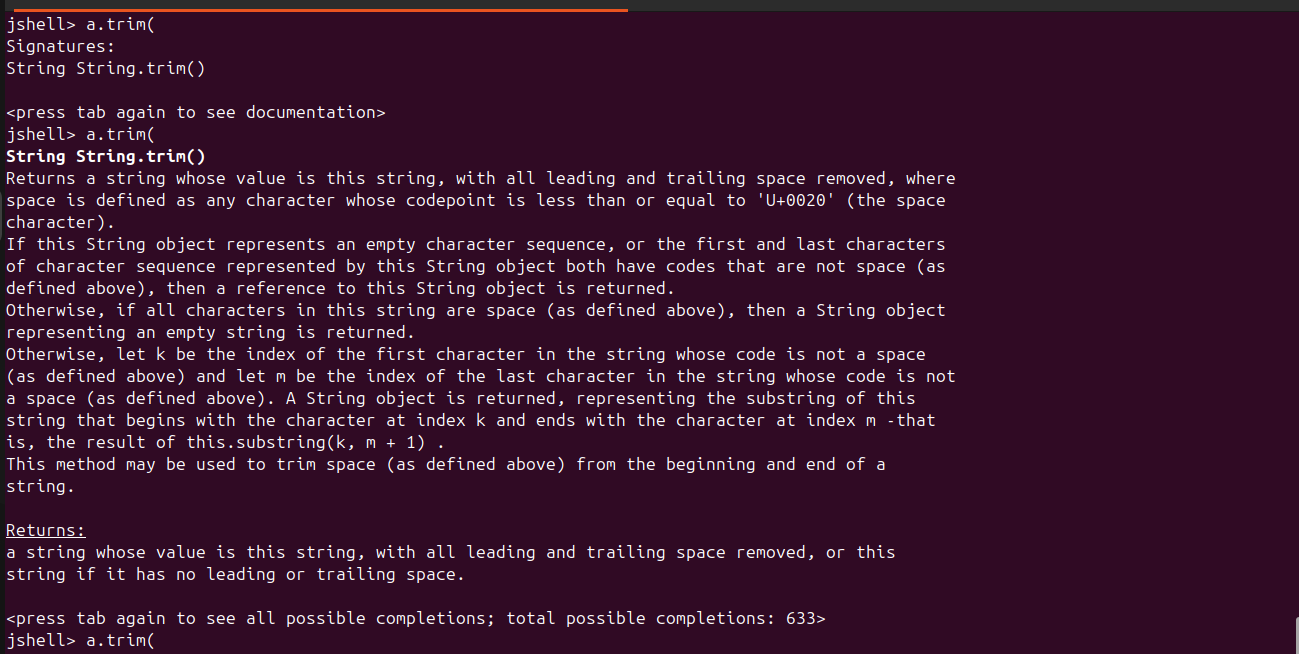 jshell> a.trim(
Signatures:
String String.trim()
<press tab again to see documentation>
jshell> a.trim(
String String.trim()
Returns a string whose value is this string, with all leading and trailing space removed, where
space is defined as any character whose codepoint is less than or equal to 'U+0020' (the space
character).
If this String object represents an empty character sequence, or the first and last characters
of character sequence represented by this String object both have codes that are not space (as
defined above), then a reference to this String object is returned.
Otherwise, if all characters in this string are space (as defined above), then a String object
representing an empty string is returned.
Otherwise, let k be the index of the first character in the string whose code is not a space
(as defined above) and let m be the index of the last character in the string whose code is not
a space (as defined above). A String object is returned, representing the substring of this
string that begins with the character at index k and ends with the character at index m -that
is, the result of this.substring(k, m + 1) .
This method may be used to trim space (as defined above) from the beginning and end of a
string.
Returns:
a string whose value is this string, with all leading and trailing space removed, or this
string if it has no leading or trailing space.
<press tab again to see all possible completions; total possible completions: 633>
jshell> a.trim(